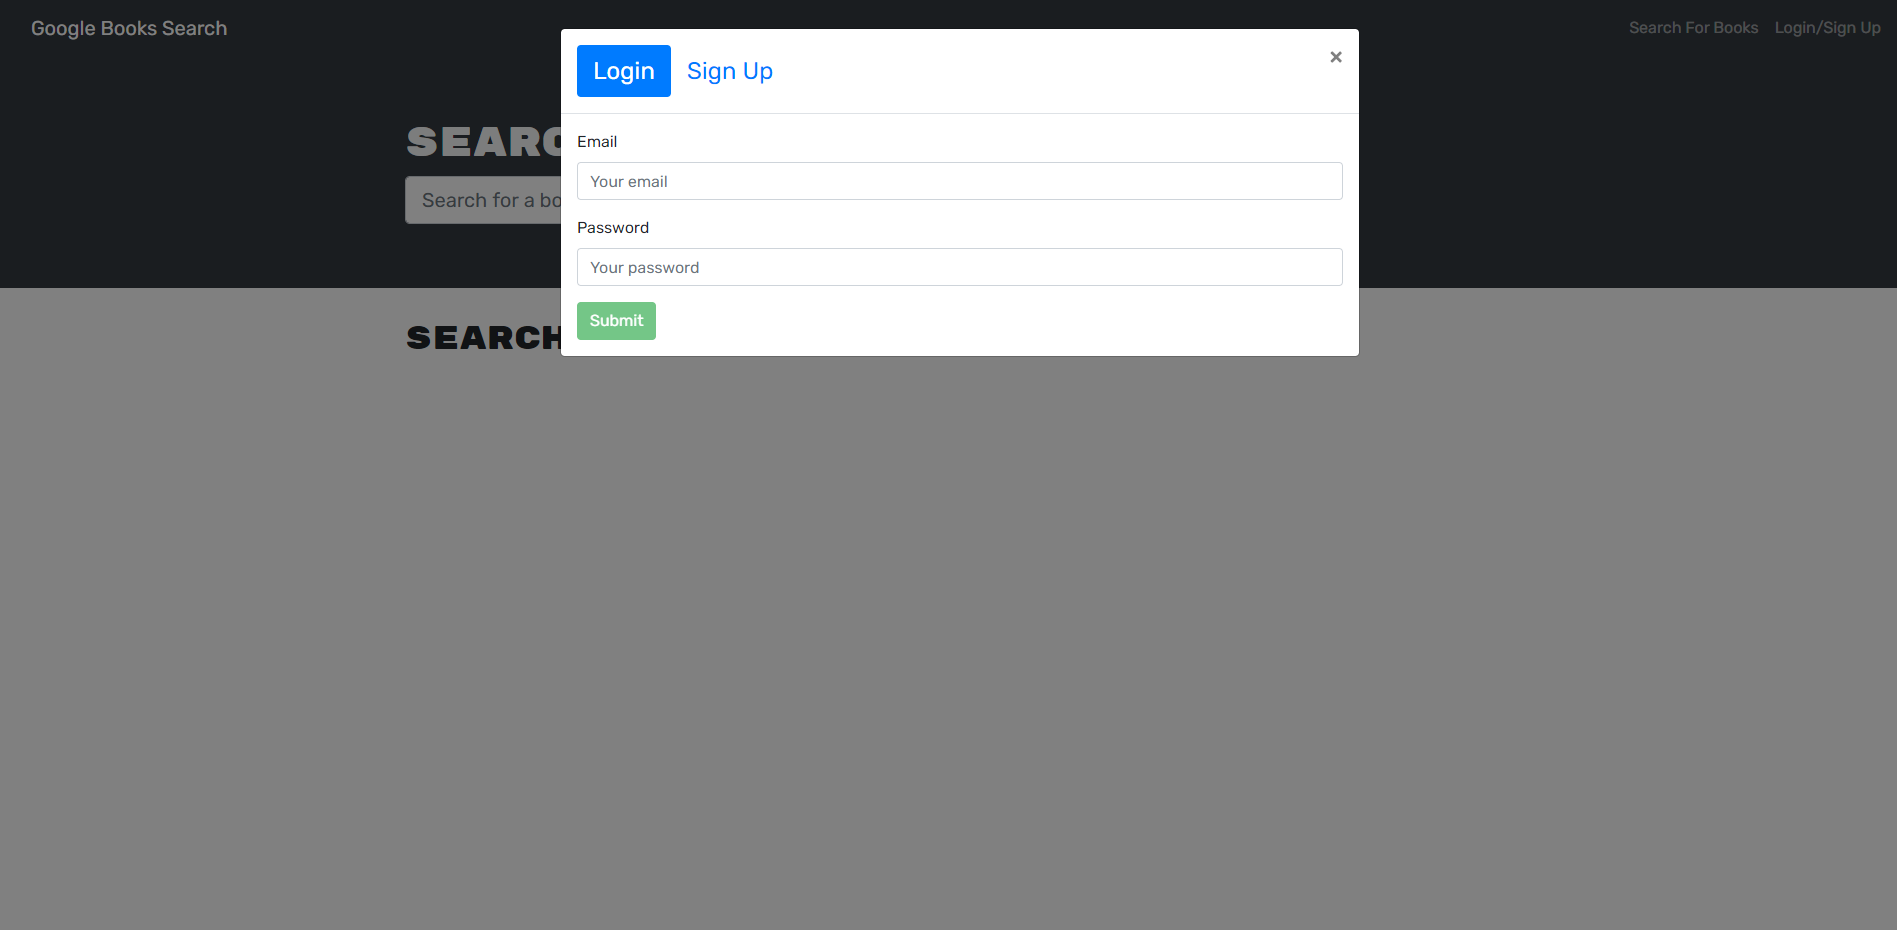 Google Books Search
Search For Books
Login/Sign Up
Login
Sign Up
×
SEARC
Search for a bo
Email
Your email
Password
Your password
Submit
SEARCH